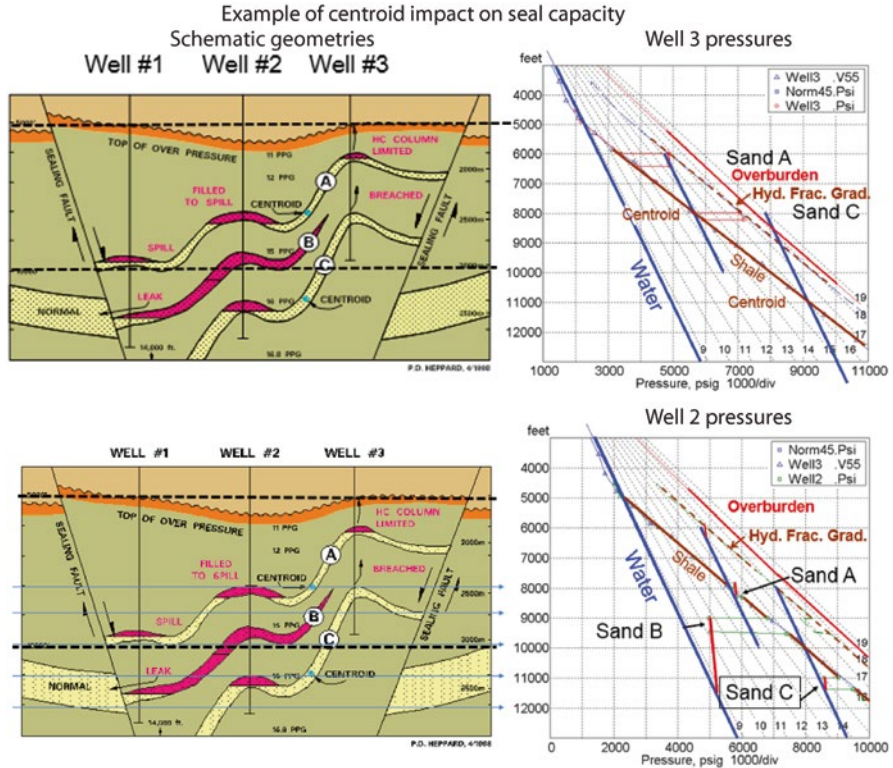 Example of centroid impact on seal capacity
Schematic geometries
Well #1 Well #2 Well #3
5000'
TOP OF OVER PRESSURE
11 PPG
HC COLUMN
LIMITED
SEALING FAULT
12 PPG
A
2000m
FILLED
TO SPILL
CENTROID
BREACHED
SEALING FAULT
2500m
SPILL
B
15 PPG
C
LEAK
16 PPG
CENTROID
NORMAL
2500m
14,000 ft.
16.8 PPG
P.D. HEPPARD, 4/1998
Well 3 pressures
feet
Well3 .V55
Norm45.Psi
Well3 .Psi
4000
5000
6000
7000
8000
9000
10000
11000
12000
Sand A
Overburden
Hyd. Frac. Grad.
Sand C
Centroid
Shale
Water
Centroid
19
18
17
9 10 11 12 13 14 15 16
1000 3000 5000 7000 9000 11000
Pressure, psig 1000/div
WELL #1 WELL #2 WELL #3
TOP OF OVER PRESSURE
11 PPG
HC COLUMN
LIMITED
SEALING FAULT
12 PPG
A
2000m
FILLED
TO SPILL
CENTROID
BREACHED
2500m
SEALING FAULT
SPILL
B
15 PPG
C
3000m
LEAK
CENTROID
NORMAL
2500m
14,000 ft.
16.8 PPG
P.D. HEPPARD, 4/1998
Well 2 pressures
feet
Norm45.Psi
Well3 .V55
Well2 .Psi
4000
5000
6000
7000
8000
9000
10000
11000
12000
Overburden
Hyd. Frac. Grad.
Shale
Water
Sand A
Sand B
Sand C
19
18
17
9 10 11 12 13 14
0 2000 4000 6000 8000 10000
Pressure, psig 1000/div